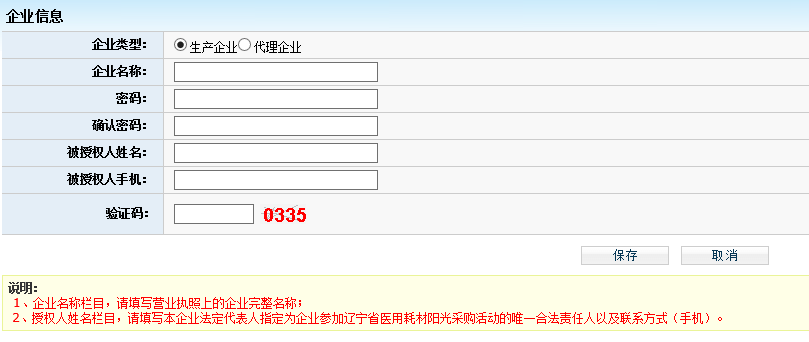 企业信息
企业类型： 生产企业 代理企业
企业名称：
密码：
确认密码：
被授权人姓名：
被授权人手机：
验证码： 0335
保存 取消
说明：
1、企业名称栏目，请填写营业执照上的企业完整名称；
2、授权人姓名栏目，请填写本企业法定代表人指定为企业参加辽宁省医用耗材阳光采购活动的唯一合法责任人以及联系方式（手机）。